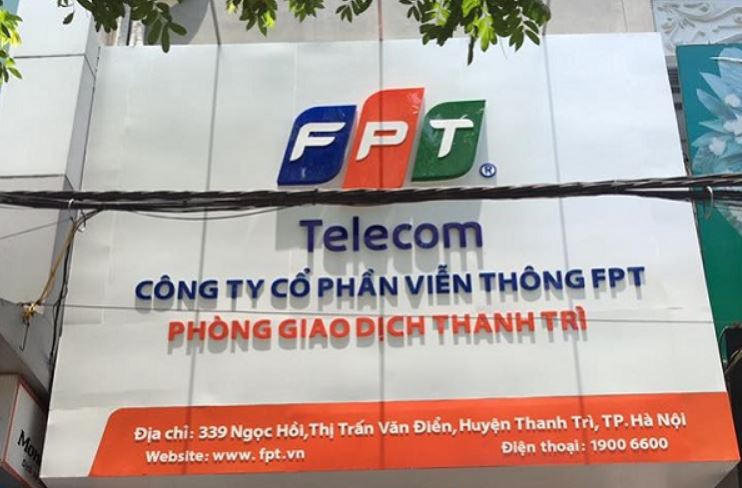 FPT®
Telecom
CÔNG TY CỔ PHẦN VIỄN THÔNG FPT
PHÒNG GIAO DỊCH THANH TRÌ
Địa chỉ: 339 Ngọc Hồi, Thị Trấn Văn Điển, Huyện Thanh Trì, TP. Hà Nội
Website: www. fpt.vn Điện thoại: 1900 6600